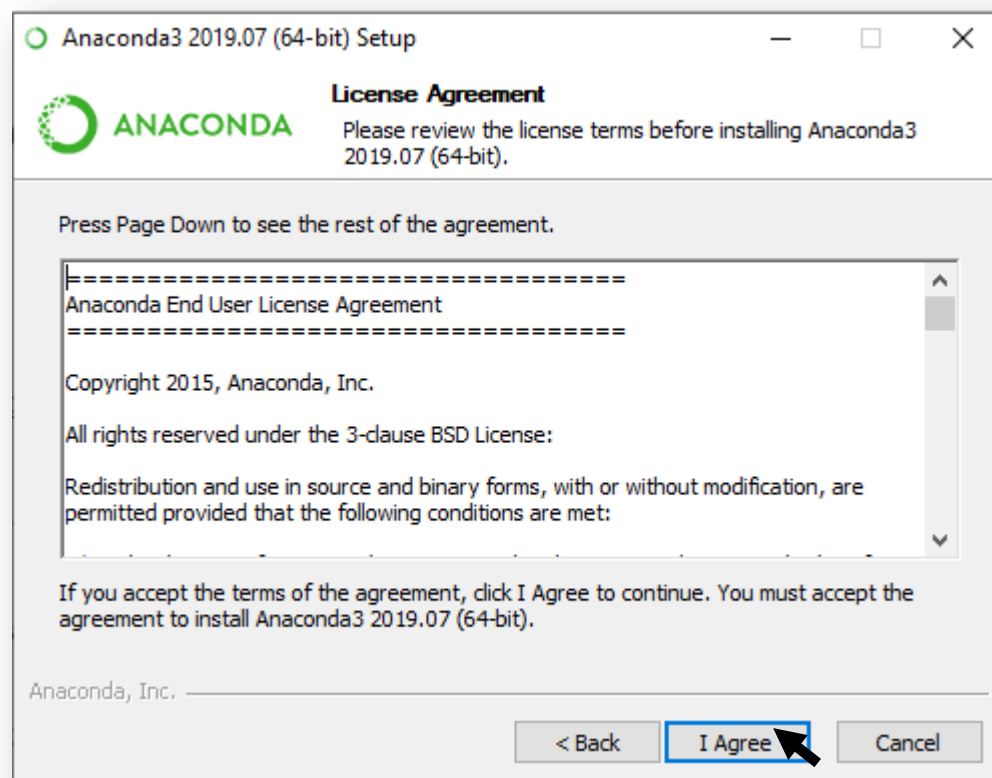 Anaconda3 2019.07 (64-bit) Setup
ANACONDA
License Agreement
Please review the license terms before installing Anaconda3
2019.07 (64-bit).
Press Page Down to see the rest of the agreement.
===================================
Anaconda End User License Agreement
===================================
Copyright 2015, Anaconda, Inc.
All rights reserved under the 3-clause BSD License:
Redistribution and use in source and binary forms, with or without modification, are
permitted provided that the following conditions are met:
If you accept the terms of the agreement, click I Agree to continue. You must accept the
agreement to install Anaconda3 2019.07 (64-bit).
Anaconda, Inc.
< Back
I Agree
Cancel